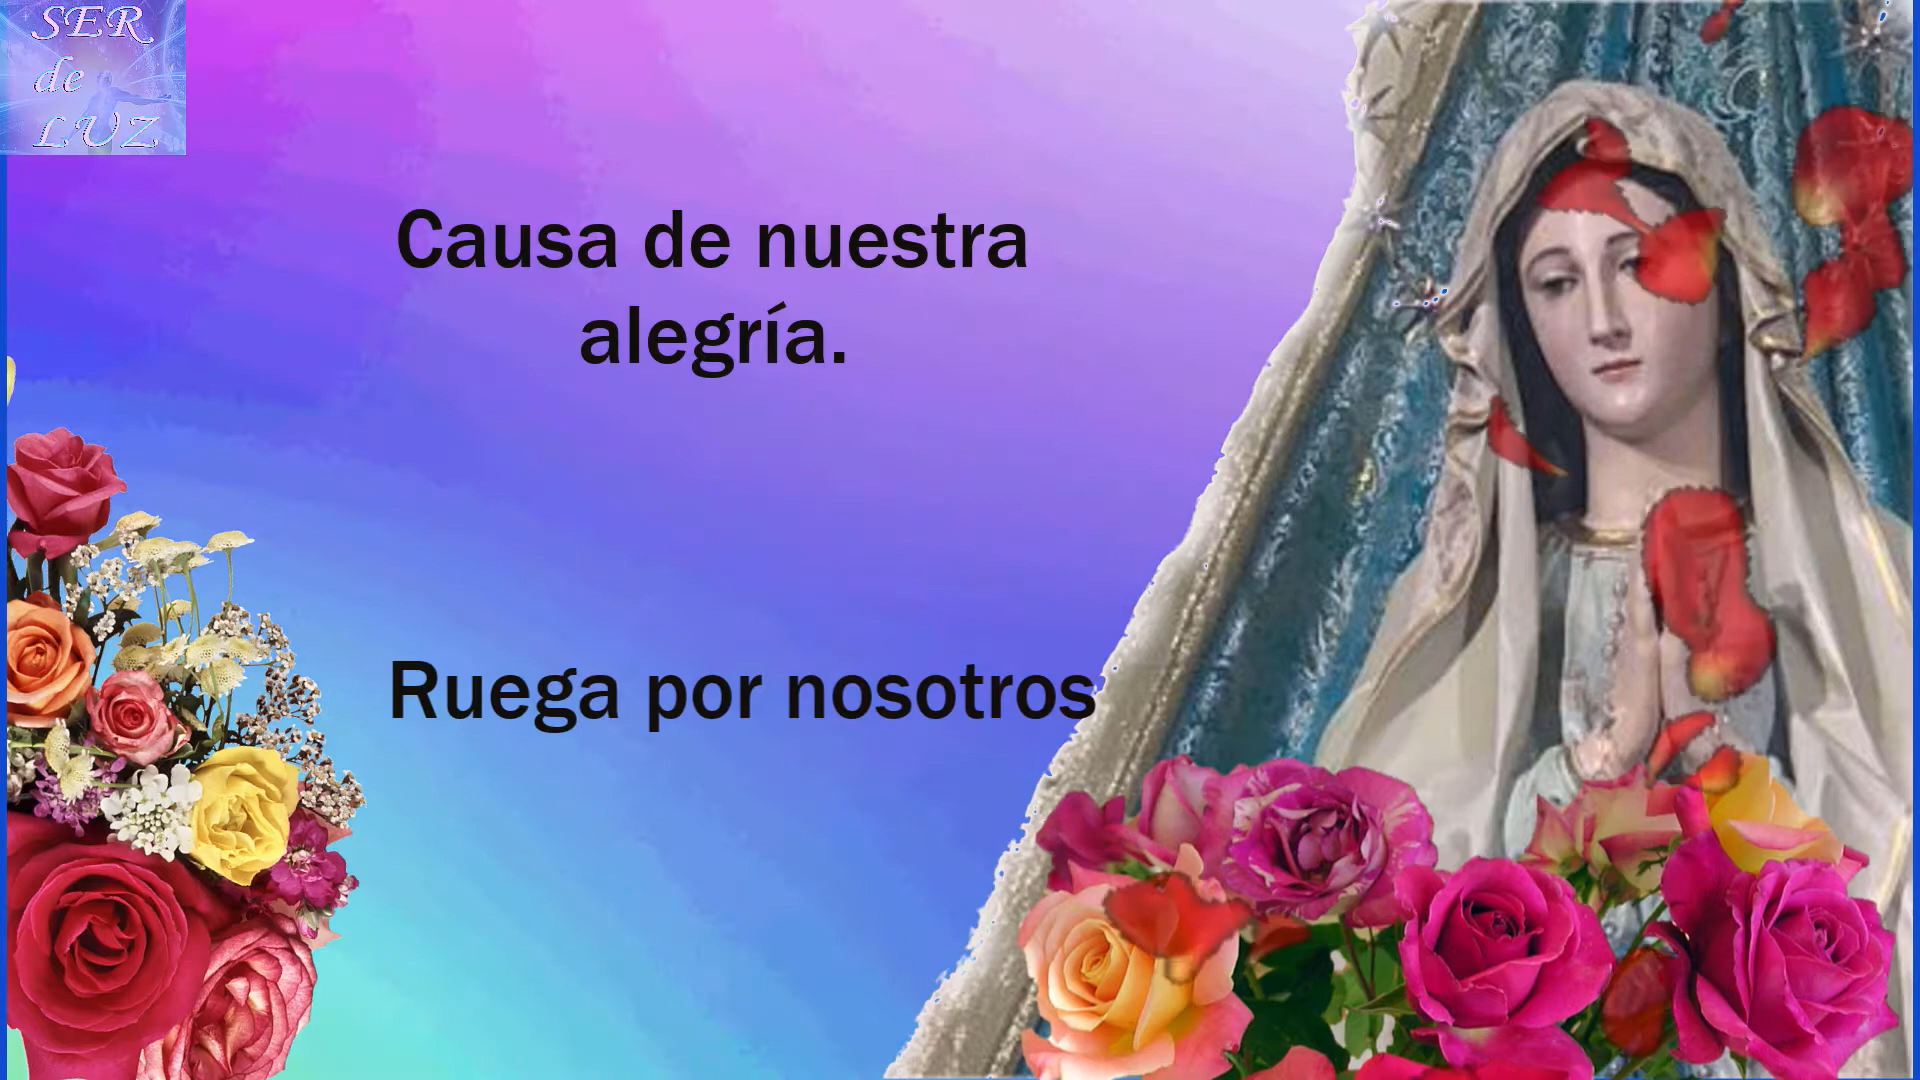 SER
de
LUZ
Causa de nuestra
alegría.
Ruega por nosotros